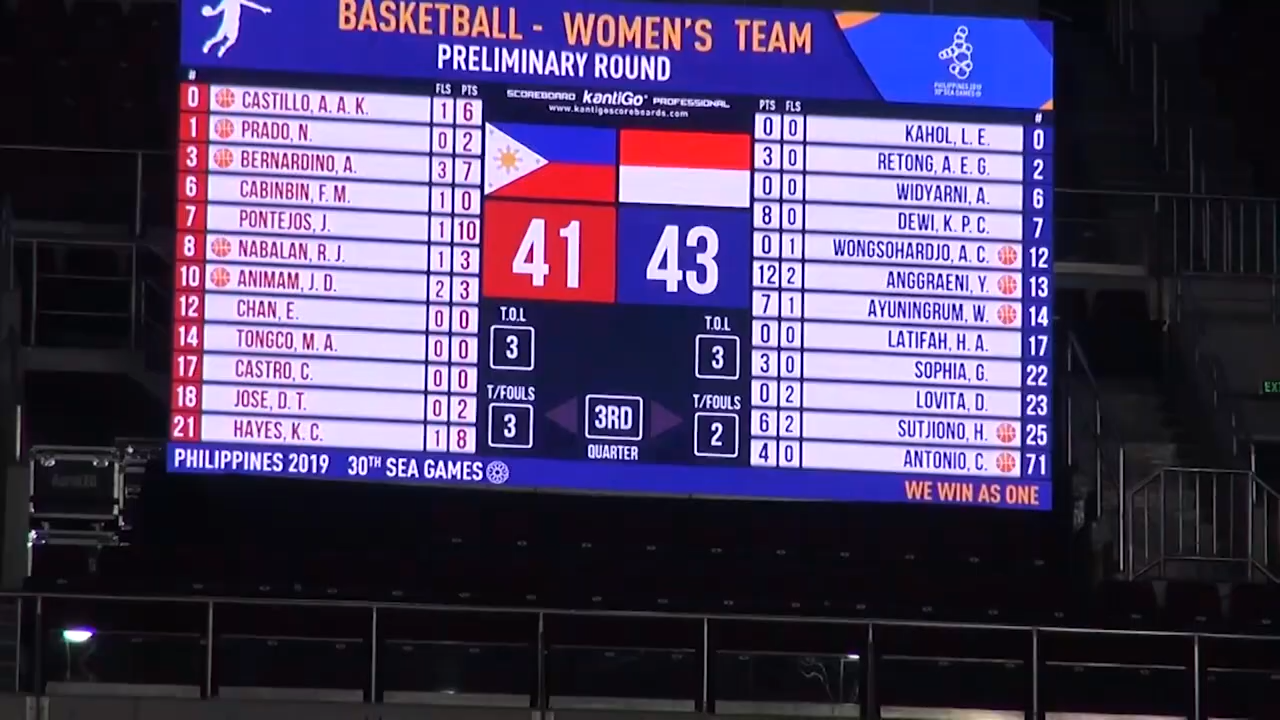 BASKETBALL - WOMEN'S TEAM
PRELIMINARY ROUND
PHILIPPINES 2019
30TH SEA GAMES
# FLS PTS
0 CASTILLO, A. A. K. 1 6
1 PRADO, N. 0 2
3 BERNARDINO, A. 3 7
6 CABINBIN, F. M. 1 0
7 PONTEJOS, J. 1 10
8 NABALAN, R. J. 1 3
10 ANIMAM, J. D. 2 3
12 CHAN, E. 0 0
14 TONGCO, M. A. 0 0
17 CASTRO, C. 0 0
18 JOSE, D. T. 0 2
21 HAYES, K. C. 1 8
SCOREBOARD kantiGo® PROFESSIONAL
www.kantigoscoreboards.com
41 43
T.O.L T.O.L
3 3
T/FOULS T/FOULS
3 3RD 2
QUARTER
PTS FLS #
0 0 KAHOL, L. E. 0
3 0 RETONG, A. E. G. 2
0 0 WIDYARNI, A. 6
8 0 DEWI, K. P. C. 7
0 1 WONGSOHARDJO, A. C. 12
12 2 ANGGRAENI, Y. 13
7 1 AYUNINGRUM, W. 14
0 0 LATIFAH, H. A. 17
3 0 SOPHIA, G. 22
0 2 LOVITA, D. 23
6 2 SUTJIONO, H. 25
4 0 ANTONIO, C. 71
PHILIPPINES 2019 30TH SEA GAMES
WE WIN AS ONE